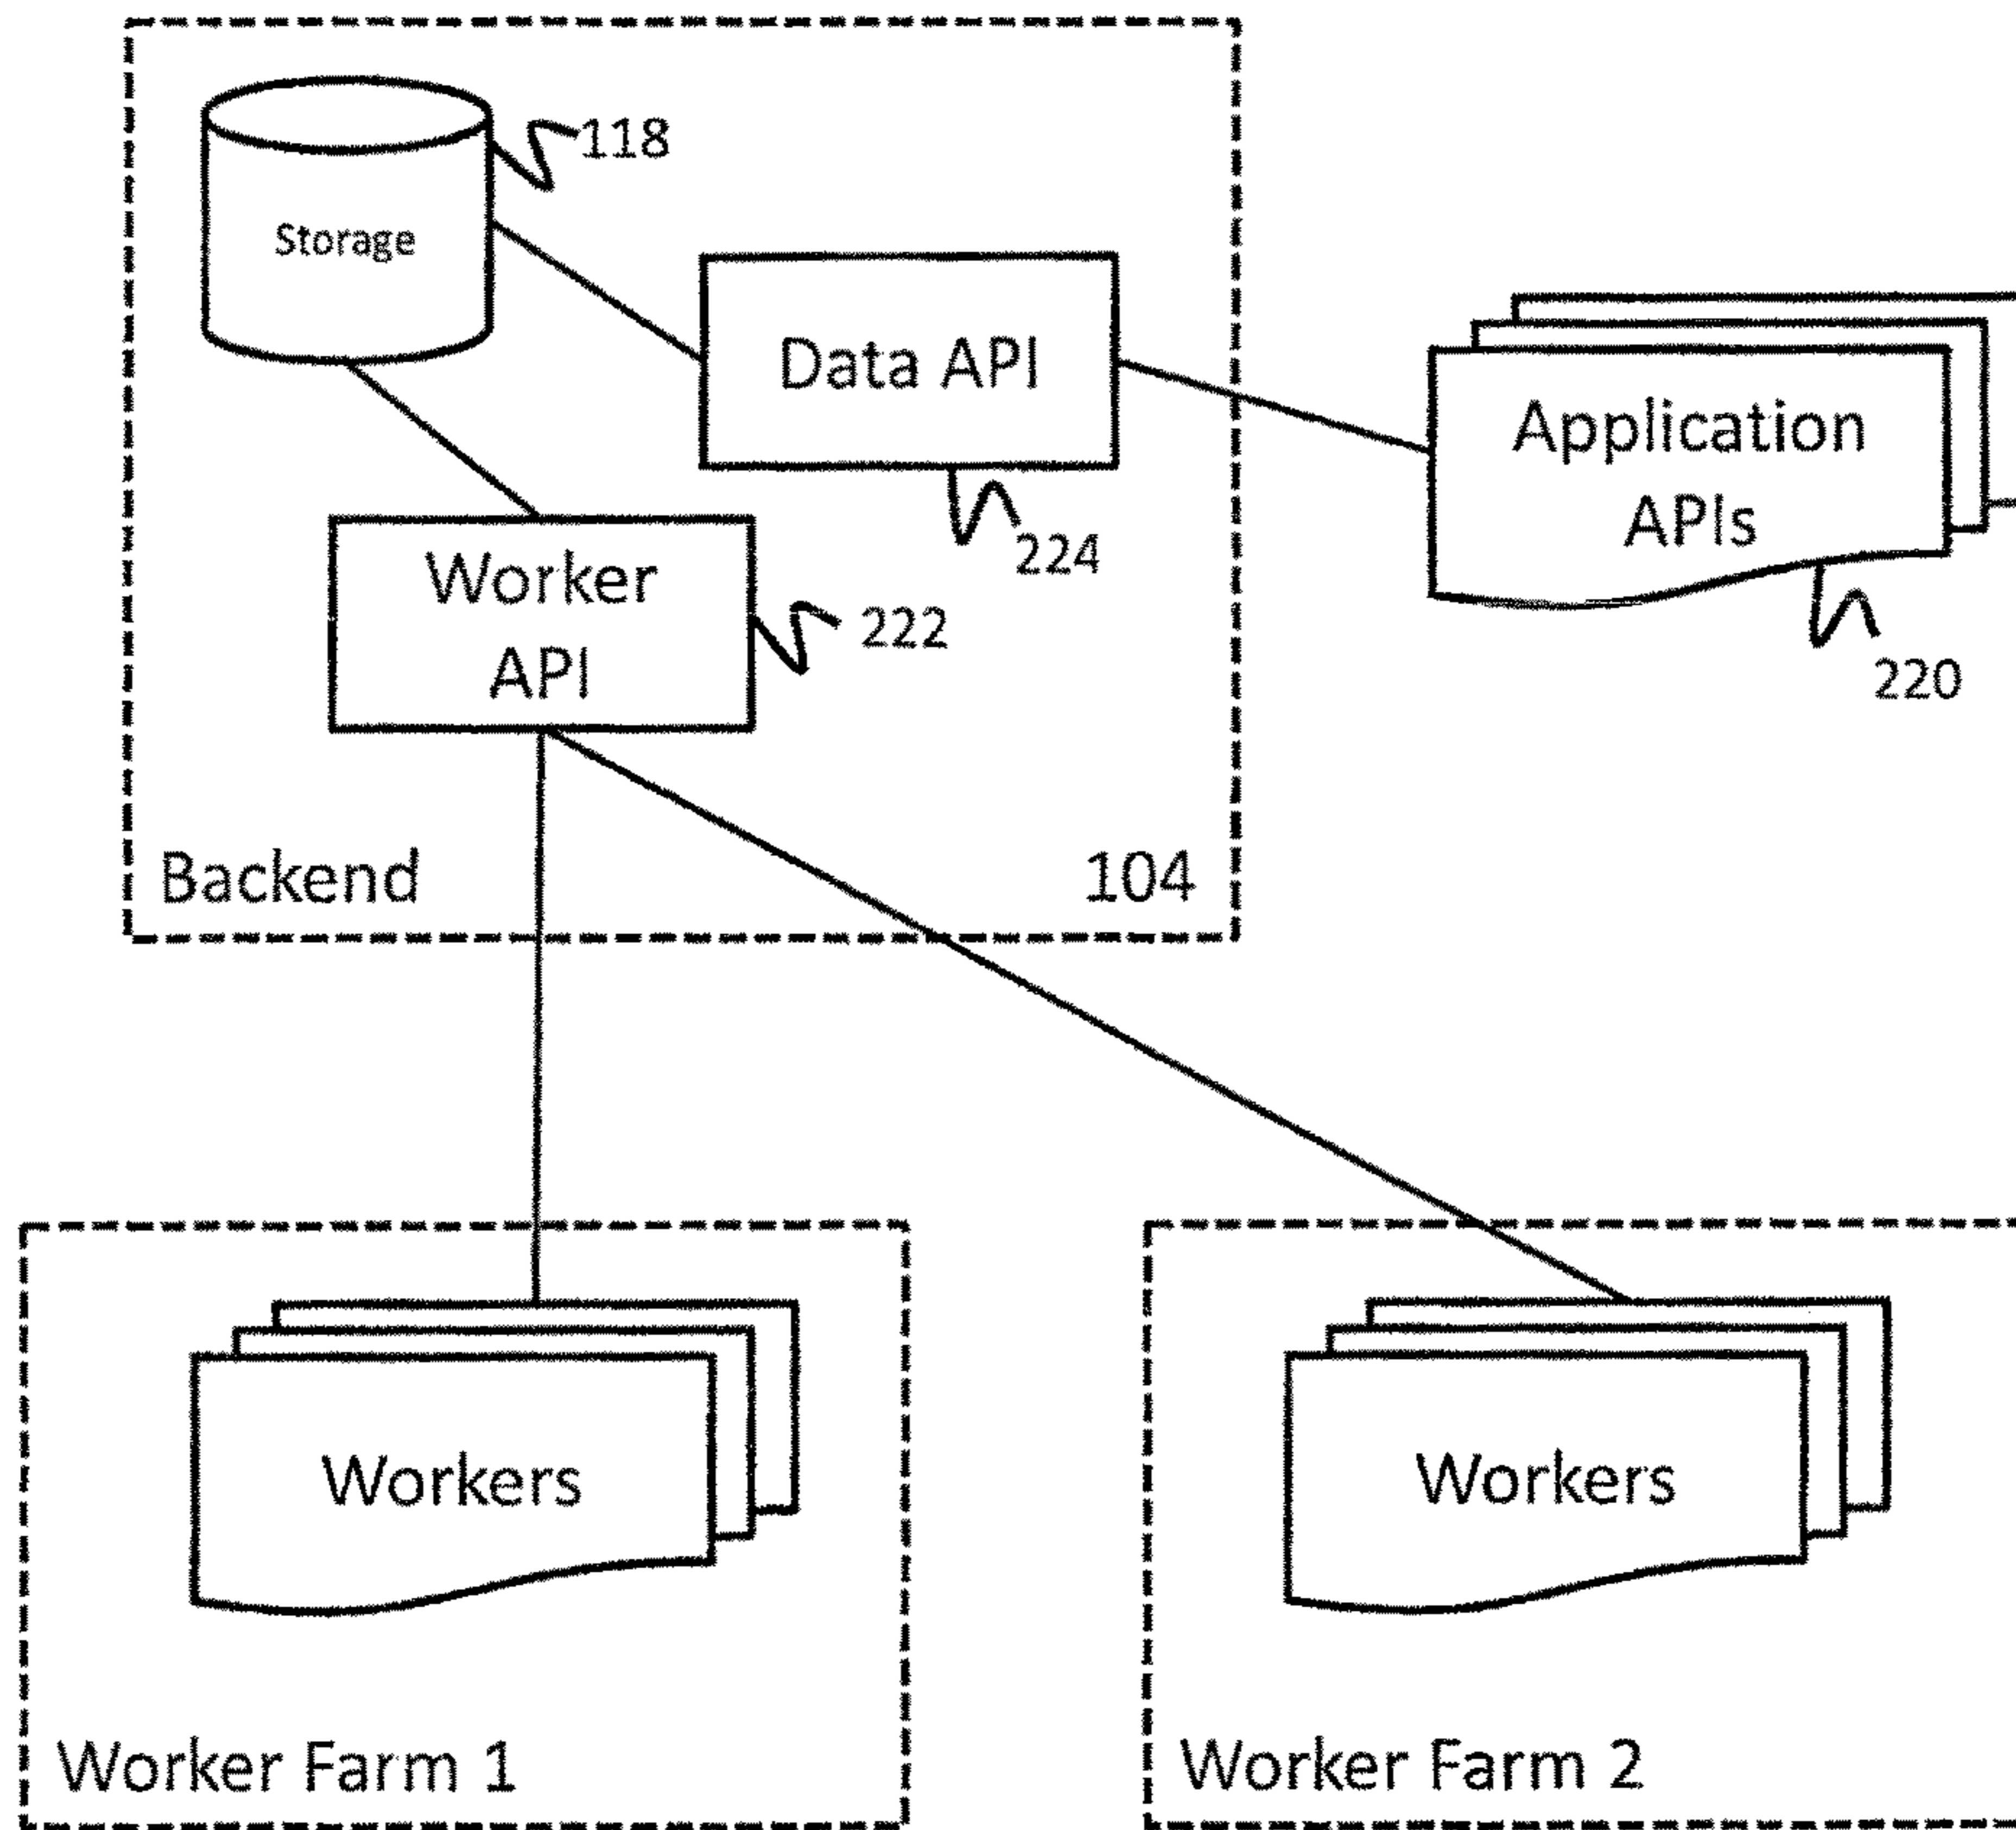 118
Storage
Data API
Application
APIs
224
Worker
API
222
220
Backend
104
Workers
Workers
Worker Farm 1
Worker Farm 2